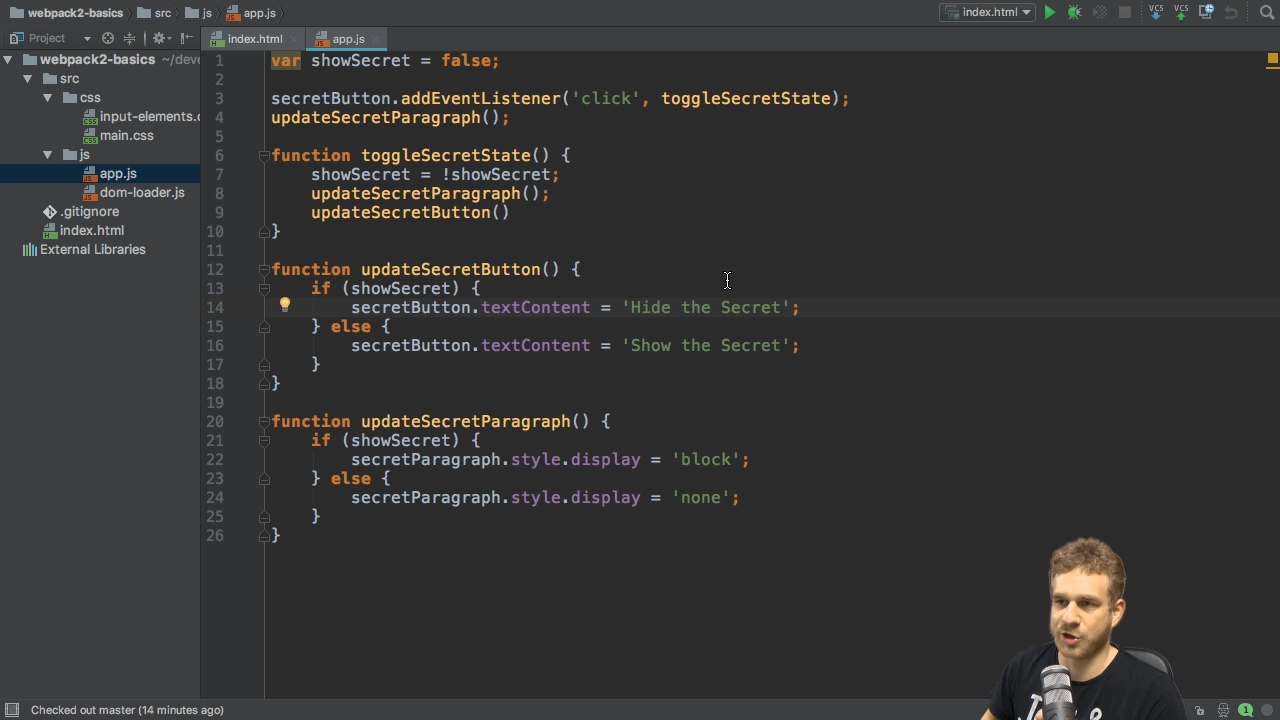 webpack2-basics src js app.js index.html
Project index.html app.js
webpack2-basics ~/deve
src
css
input-elements.c
main.css
js
app.js
dom-loader.js
.gitignore
index.html
External Libraries
1 var showSecret = false;
2
3 secretButton.addEventListener('click', toggleSecretState);
4 updateSecretParagraph();
5
6 function toggleSecretState() {
7 showSecret = !showSecret;
8 updateSecretParagraph();
9 updateSecretButton()
10 }
11
12 function updateSecretButton() {
13 if (showSecret) {
14 secretButton.textContent = 'Hide the Secret';
15 } else {
16 secretButton.textContent = 'Show the Secret';
17 }
18 }
19
20 function updateSecretParagraph() {
21 if (showSecret) {
22 secretParagraph.style.display = 'block';
23 } else {
24 secretParagraph.style.display = 'none';
25 }
26 }
Checked out master (14 minutes ago) 1